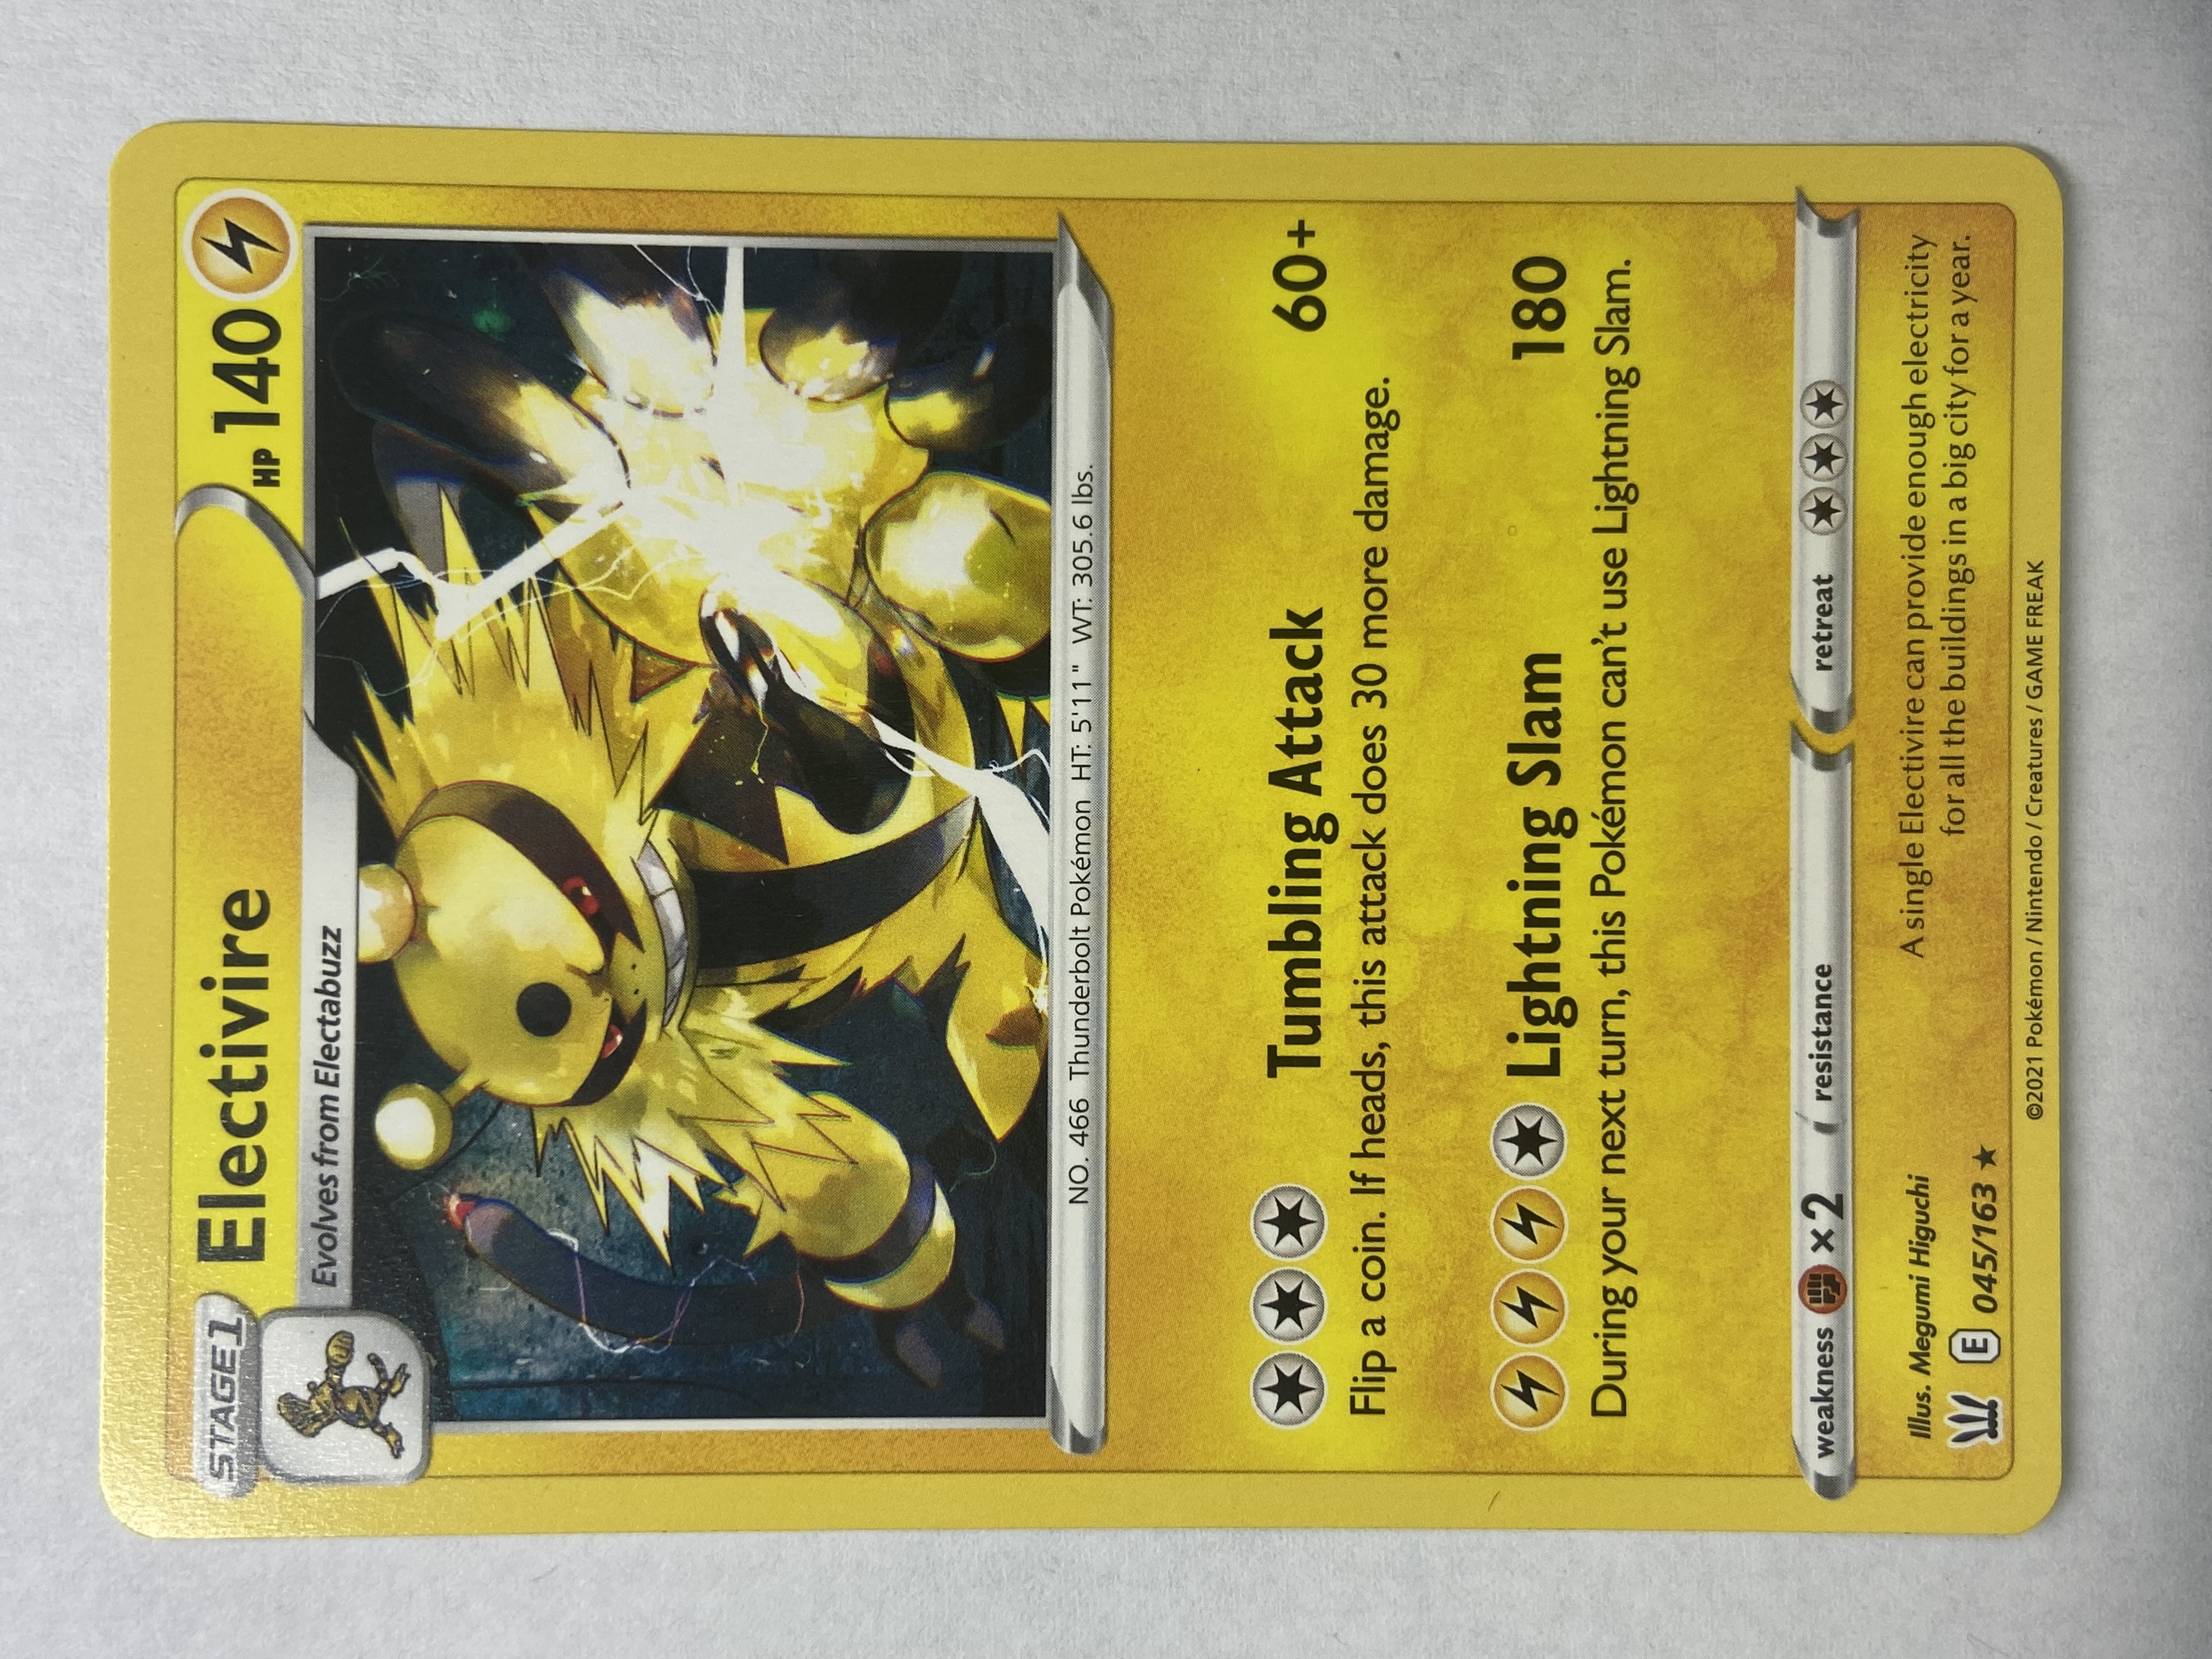 STAGE 1
Electivire
HP 140
Evolves from Electabuzz
NO. 466 Thunderbolt Pokémon HT: 5'11" WT: 305.6 lbs.
Tumbling Attack 60+
Flip a coin. If heads, this attack does 30 more damage.
Lightning Slam 180
During your next turn, this Pokémon can't use Lightning Slam.
weakness ×2 resistance retreat
Illus. Megumi Higuchi
A single Electivire can provide enough electricity
for all the buildings in a big city for a year.
E 045/163 ★
©2021 Pokémon / Nintendo / Creatures / GAME FREAK